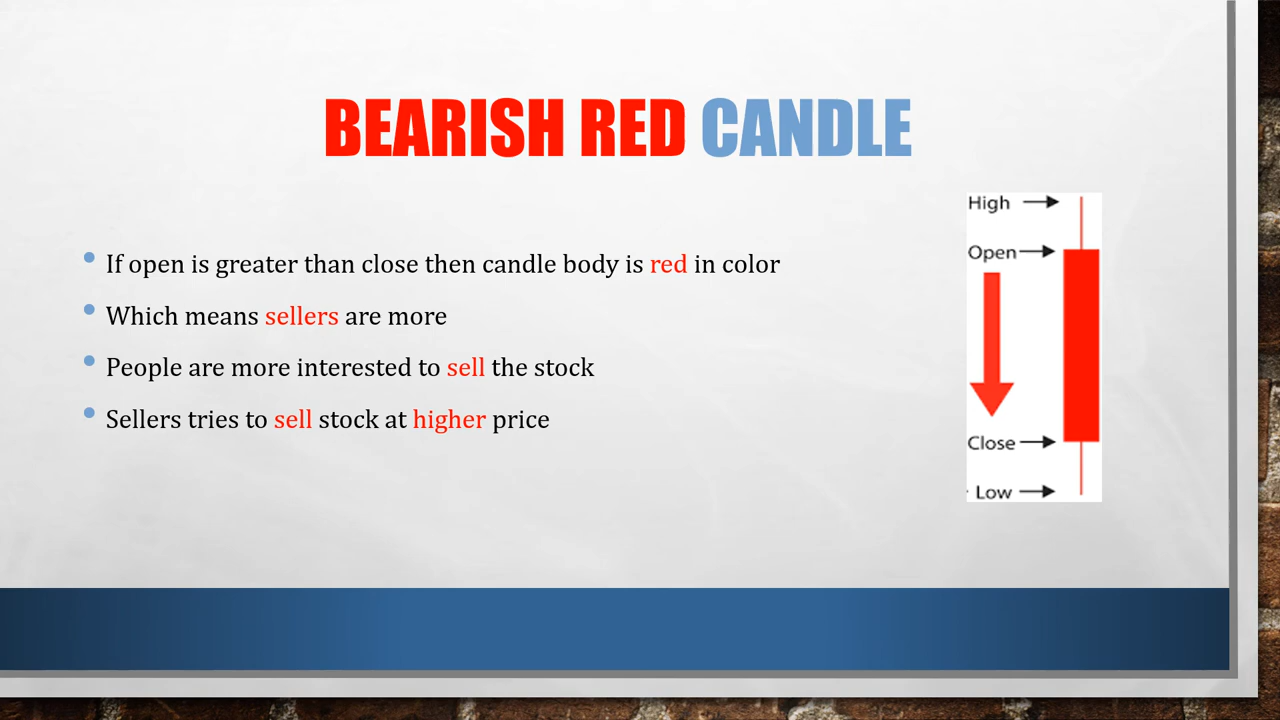 BEARISH RED CANDLE
If open is greater than close then candle body is red in color
Which means sellers are more
People are more interested to sell the stock
Sellers tries to sell stock at higher price
High
Open
Close
Low